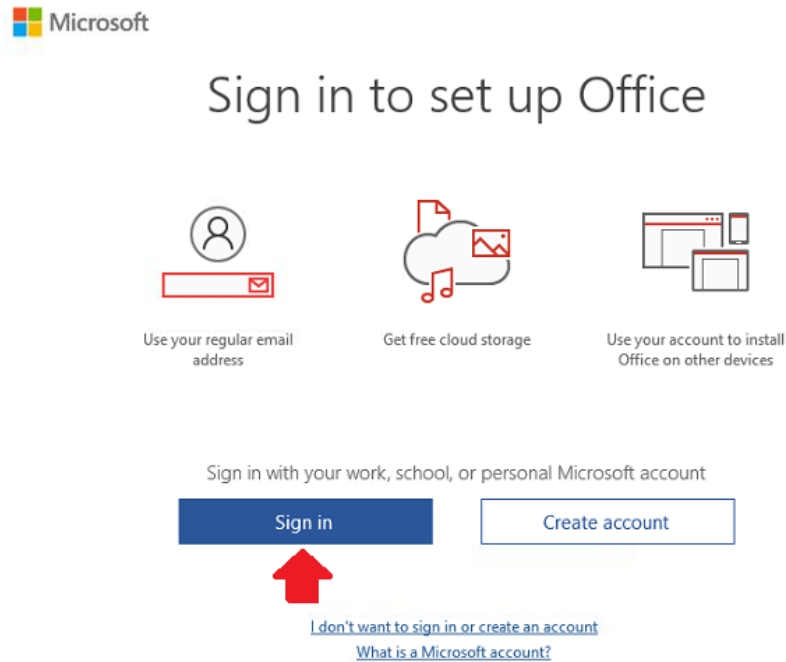 Microsoft
Sign in to set up Office
Use your regular email
address
Get free cloud storage
Use your account to install
Office on other devices
Sign in with your work, school, or personal Microsoft account
Sign in
Create account
I don't want to sign in or create an account
What is a Microsoft account?